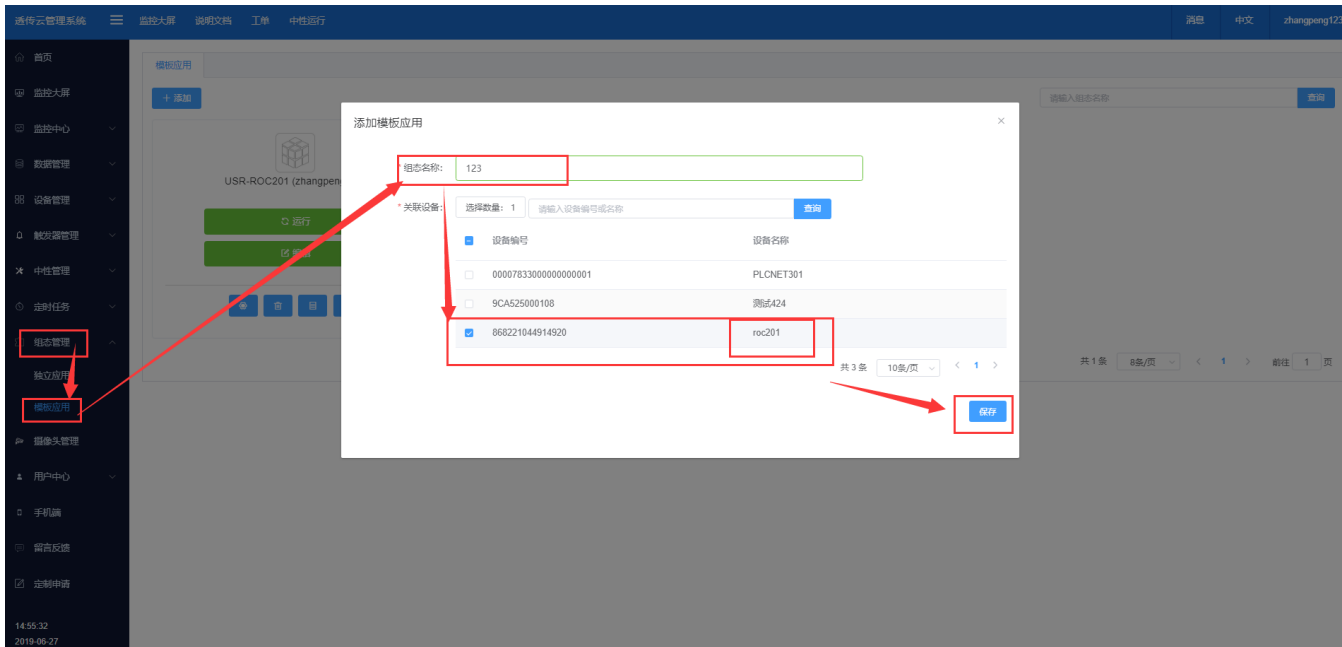 透传云管理系统 监控大屏 说明文档 工单 中性运行 消息 中文 zhangpeng123
首页
监控大屏
监控中心
数据管理
设备管理
触发器管理
中性管理
定时任务
组态管理
独立应用
模板应用
摄像头管理
用户中心
手机端
留言反馈
定制申请
14:55:32
2019-06-27
模板应用
+ 添加
请输入组态名称 查询
USR-ROC201 (zhangpen
运行
共 1 条 8条/页 < 1 > 前往 1 页
添加模板应用 ×
* 组态名称: 123
* 关联设备: 选择数量: 1 请输入设备编号或名称 查询
设备编号 设备名称
00007833000000000001 PLCNET301
9CA525000108 测试424
868221044914920 roc201
共 3 条 10条/页 < 1 >
保存